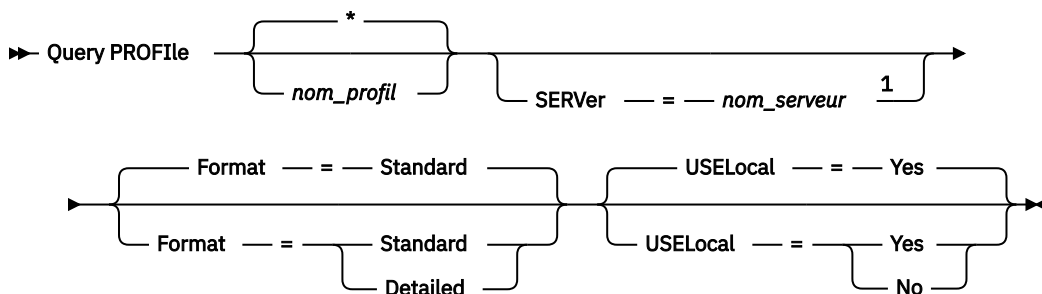 *
Query PROFIle
nom_profil
SERVer = nom_serveur 1
Format = Standard
USELocal = Yes
Format = Standard
Detailed
USELocal = Yes
No